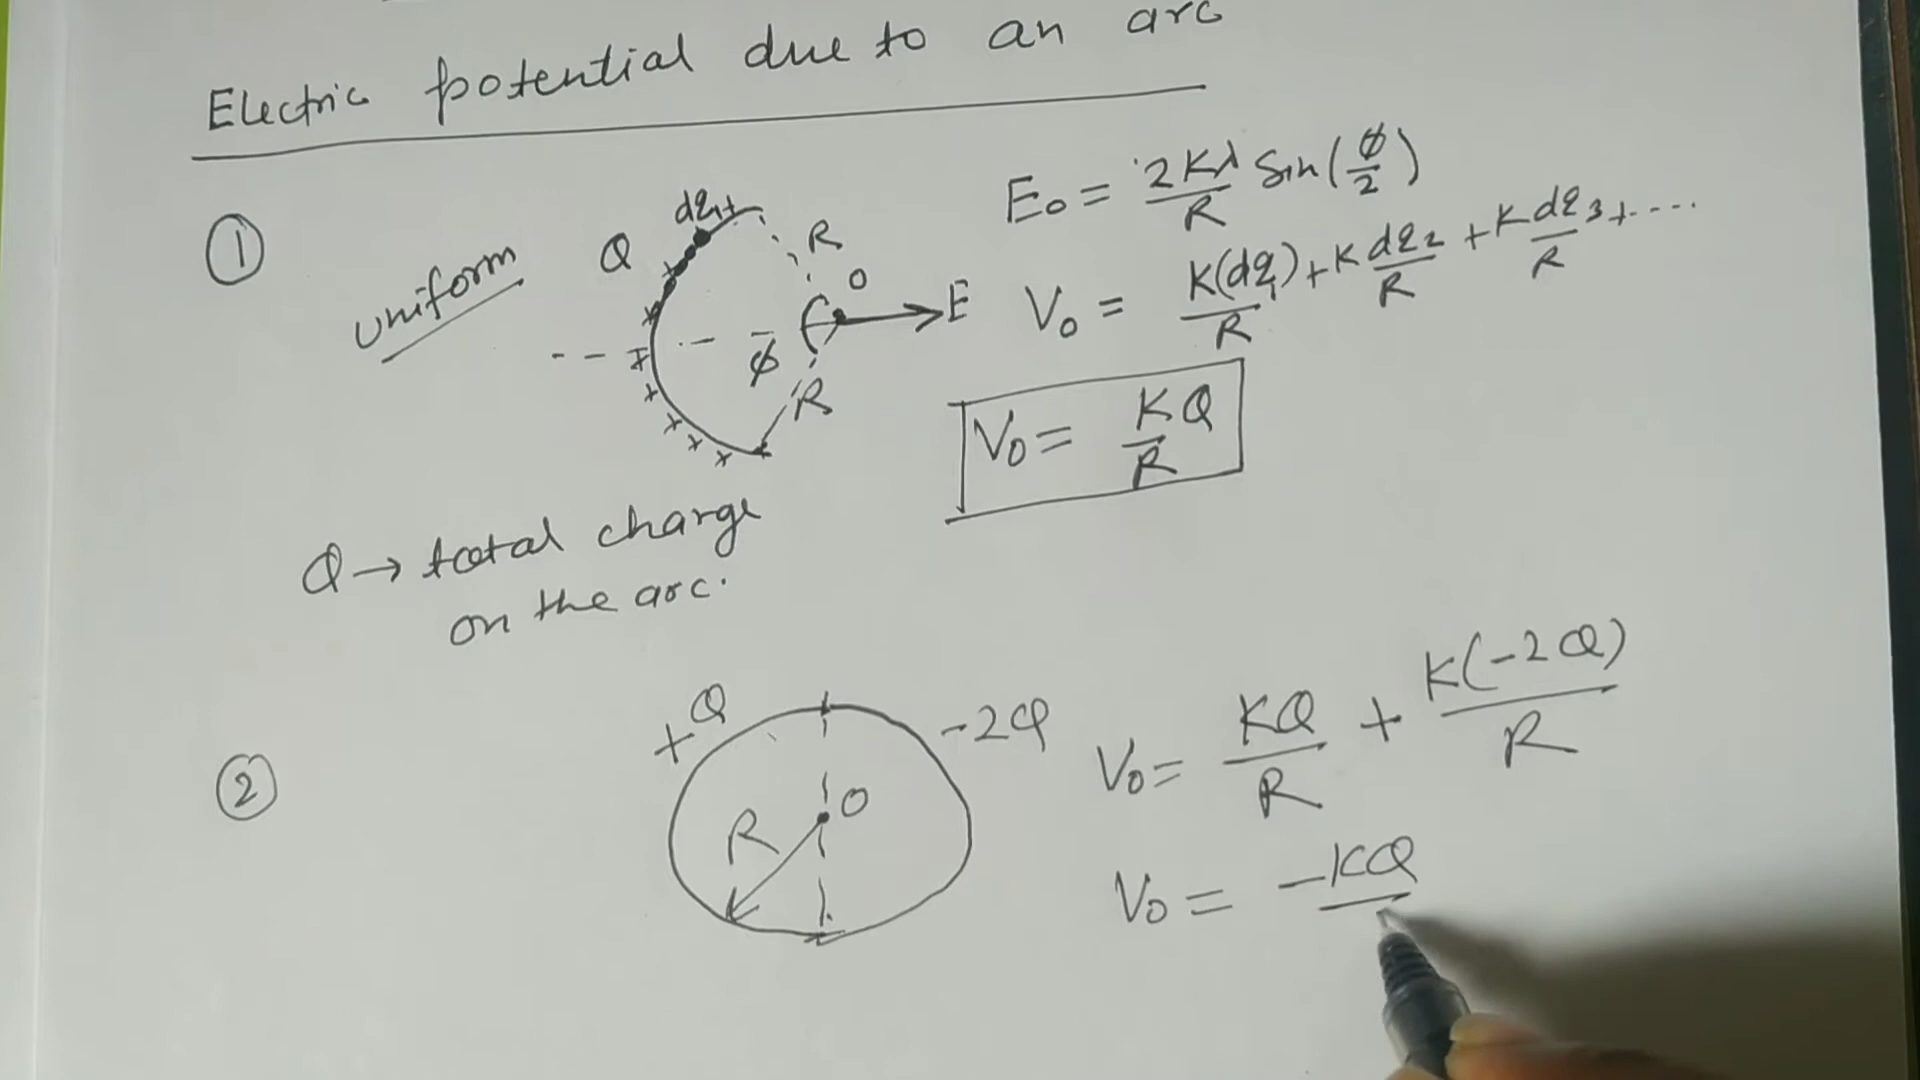 Electric potential due to an arc
①
uniform
Q
dq₁
+
R
O
E
ϕ
R
E₀ = 2Kλ/R Sin(ϕ/2)
V₀ = K(dq₁)/R + K dq₂/R + K dq₃/R + ....
V₀ = KQ/R
Q → total charge
on the arc.
②
+Q
-2Q
R
O
V₀ = KQ/R + K(-2Q)/R
V₀ = -KQ